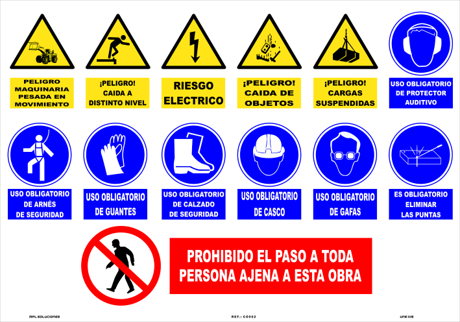 PELIGRO
MAQUINARIA
PESADA EN
MOVIMIENTO
¡PELIGRO!
CAIDA A
DISTINTO NIVEL
RIESGO
ELECTRICO
¡PELIGRO!
CAIDA DE
OBJETOS
¡PELIGRO!
CARGAS
SUSPENDIDAS
USO OBLIGATORIO
DE PROTECTOR
AUDITIVO
USO OBLIGATORIO
DE ARNÉS
DE SEGURIDAD
USO OBLIGATORIO
DE GUANTES
USO OBLIGATORIO
DE CALZADO
DE SEGURIDAD
USO OBLIGATORIO
DE CASCO
USO OBLIGATORIO
DE GAFAS
ES OBLIGATORIO
ELIMINAR
LAS PUNTAS
PROHIBIDO EL PASO A TODA
PERSONA AJENA A ESTA OBRA